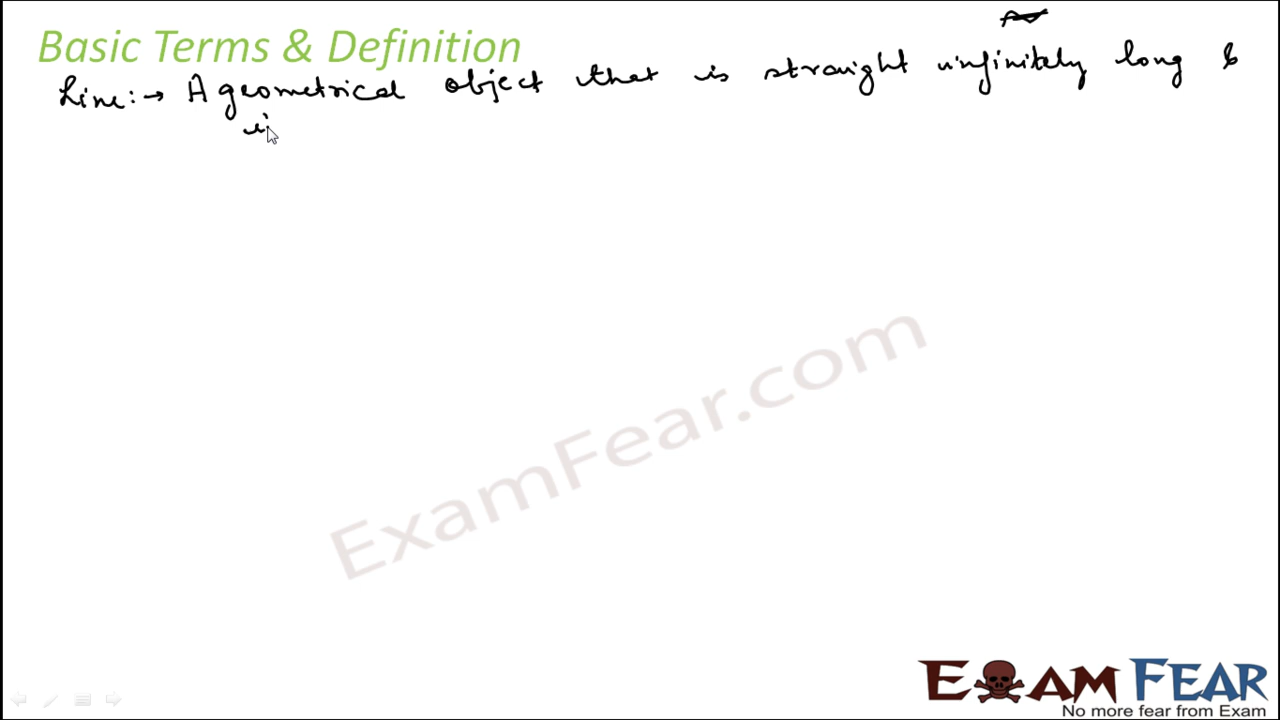 Basic Terms & Definition
Line:→ A geometrical object that is straight infinitely long &
i
ExamFear.com
EXAM FEAR
No more fear from Exam